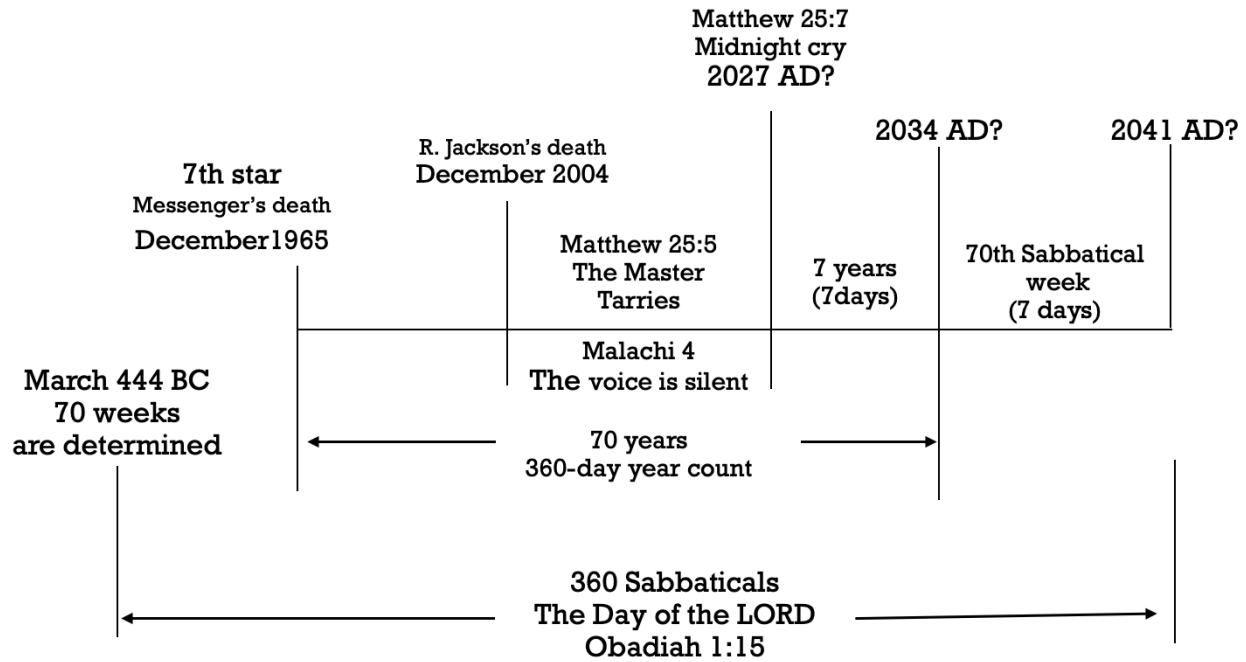 Matthew 25:7
Midnight cry
2027 AD?
2034 AD?
2041 AD?
R. Jackson's death
December 2004
7th star
Messenger's death
December1965
Matthew 25:5
The Master
Tarries
7 years
(7days)
70th Sabbatical
week
(7 days)
Malachi 4
The voice is silent
March 444 BC
70 weeks
are determined
70 years
360-day year count
360 Sabbaticals
The Day of the LORD
Obadiah 1:15